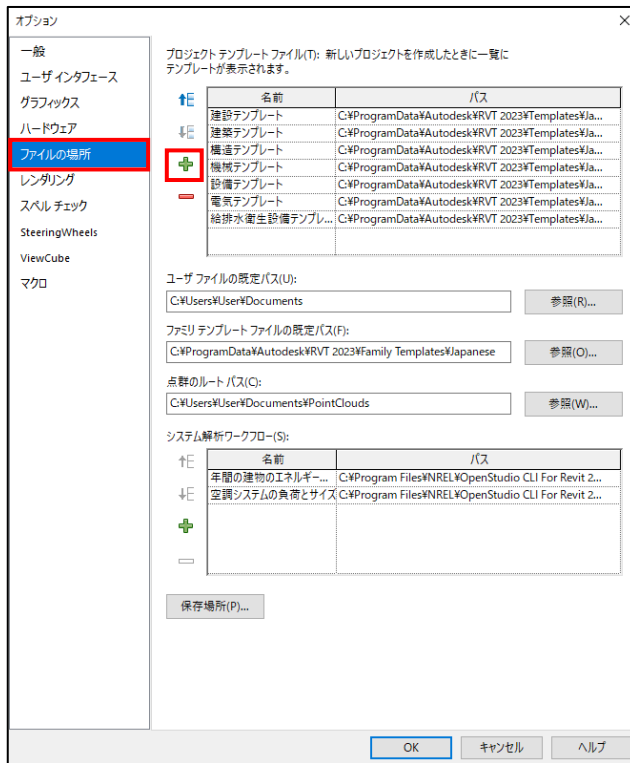 オプション
一般
ユーザ インタフェース
グラフィックス
ハードウェア
ファイルの場所
レンダリング
スペル チェック
SteeringWheels
ViewCube
マクロ
プロジェクト テンプレート ファイル(T): 新しいプロジェクトを作成したときに一覧に
テンプレートが表示されます。
名前 パス
建設テンプレート C:¥ProgramData¥Autodesk¥RVT 2023¥Templates¥Ja...
建築テンプレート C:¥ProgramData¥Autodesk¥RVT 2023¥Templates¥Ja...
構造テンプレート C:¥ProgramData¥Autodesk¥RVT 2023¥Templates¥Ja...
機械テンプレート C:¥ProgramData¥Autodesk¥RVT 2023¥Templates¥Ja...
設備テンプレート C:¥ProgramData¥Autodesk¥RVT 2023¥Templates¥Ja...
電気テンプレート C:¥ProgramData¥Autodesk¥RVT 2023¥Templates¥Ja...
給排水衛生設備テンプレ... C:¥ProgramData¥Autodesk¥RVT 2023¥Templates¥Ja...
ユーザ ファイルの既定パス(U):
C:¥Users¥User¥Documents 参照(R)...
ファミリ テンプレート ファイルの既定パス(F):
C:¥ProgramData¥Autodesk¥RVT 2023¥Family Templates¥Japanese 参照(O)...
点群のルート パス(C):
C:¥Users¥User¥Documents¥PointClouds 参照(W)...
システム解析ワークフロー(S):
名前 パス
年間の建物のエネルギー... C:¥Program Files¥NREL¥OpenStudio CLI For Revit 2...
空調システムの負荷とサイズ C:¥Program Files¥NREL¥OpenStudio CLI For Revit 2...
保存場所(P)...
OK キャンセル ヘルプ